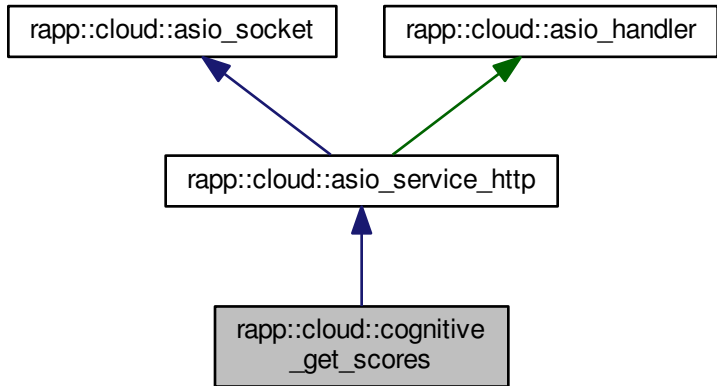 rapp::cloud::asio_socket
rapp::cloud::asio_handler
rapp::cloud::asio_service_http
rapp::cloud::cognitive
_get_scores